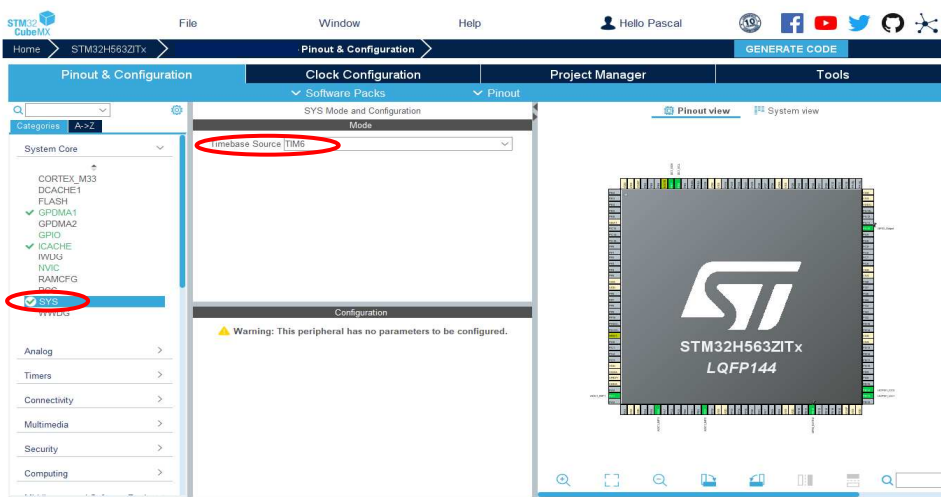 STM32
CubeMX
File
Window
Help
Hello Pascal
Home
STM32H563ZITx
Pinout & Configuration
GENERATE CODE
Pinout & Configuration
Clock Configuration
Project Manager
Tools
Software Packs
Pinout
Categories
A->Z
SYS Mode and Configuration
Pinout view
System view
Mode
System Core
Timebase Source TIM6
CORTEX_M33
DCACHE1
FLASH
GPDMA1
GPDMA2
GPIO
ICACHE
IWDG
NVIC
RAMCFG
RCC
SYS
WWDG
Configuration
Warning: This peripheral has no parameters to be configured.
Analog
Timers
Connectivity
Multimedia
Security
Computing
STM32H563ZITx
LQFP144